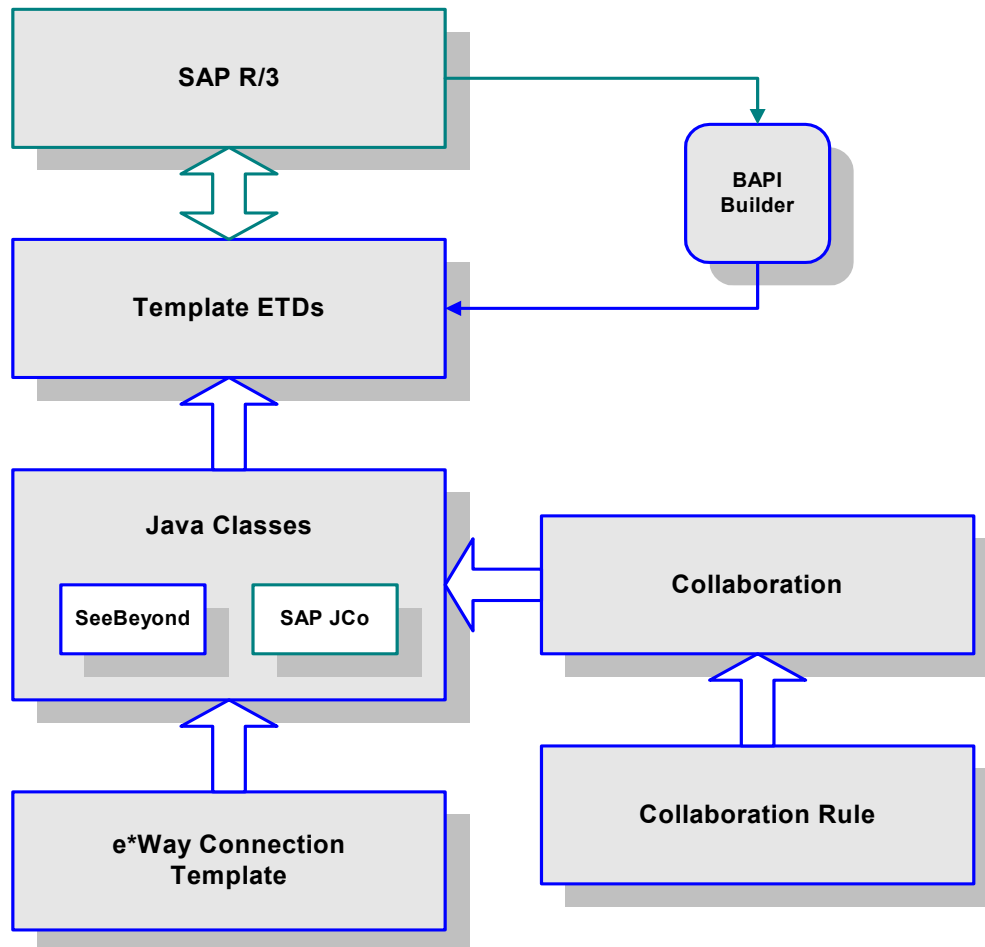 SAP R/3
BAPI
Builder
Template ETDs
Java Classes
SeeBeyond
SAP JCo
Collaboration
e*Way Connection
Template
Collaboration Rule